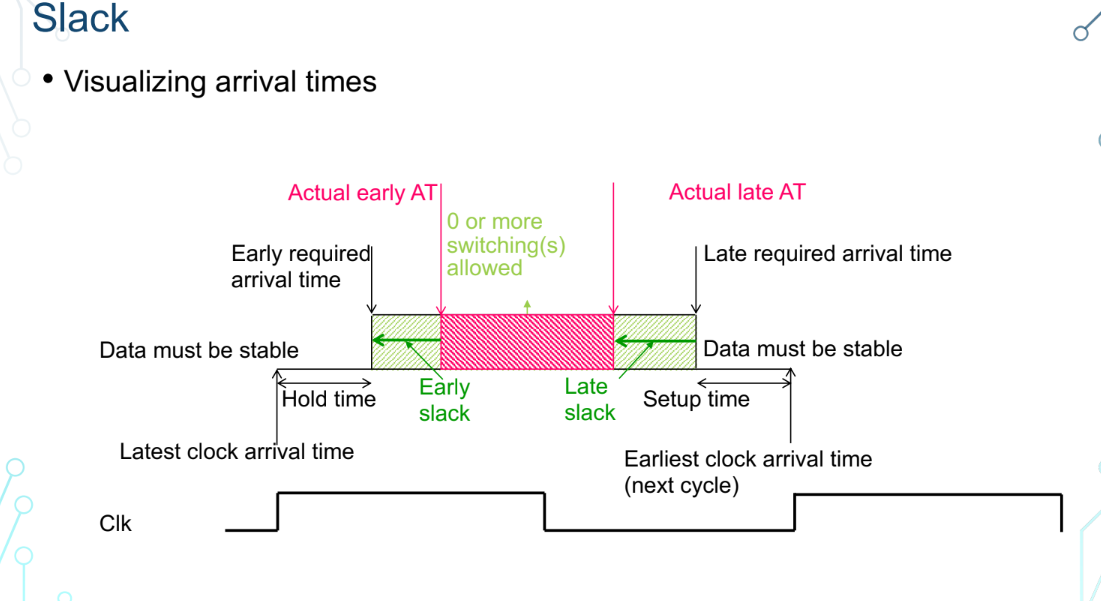 Slack
• Visualizing arrival times
Actual early AT
Actual late AT
0 or more
switching(s)
allowed
Early required
arrival time
Late required arrival time
Data must be stable
Data must be stable
Hold time
Early
slack
Late
slack
Setup time
Latest clock arrival time
Earliest clock arrival time
(next cycle)
Clk